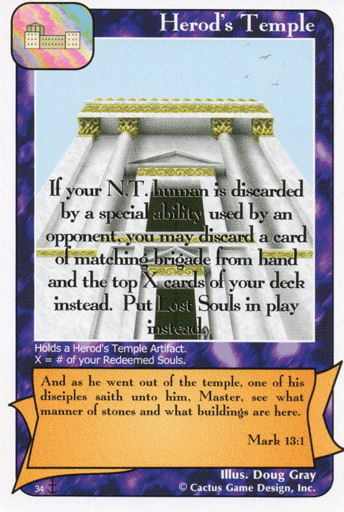 Herod's Temple
If your N.T. human is discarded
by a special ability used by an
opponent, you may discard a card
of matching brigade from hand
and the top X cards of your deck
instead. Put Lost Souls in play
instead.
Holds a Herod's Temple Artifact.
X = # of your Redeemed Souls.
And as he went out of the temple, one of his
disciples saith unto him, Master, see what
manner of stones and what buildings are here.
Mark 13:1
Illus. Doug Gray
34 © Cactus Game Design, Inc.